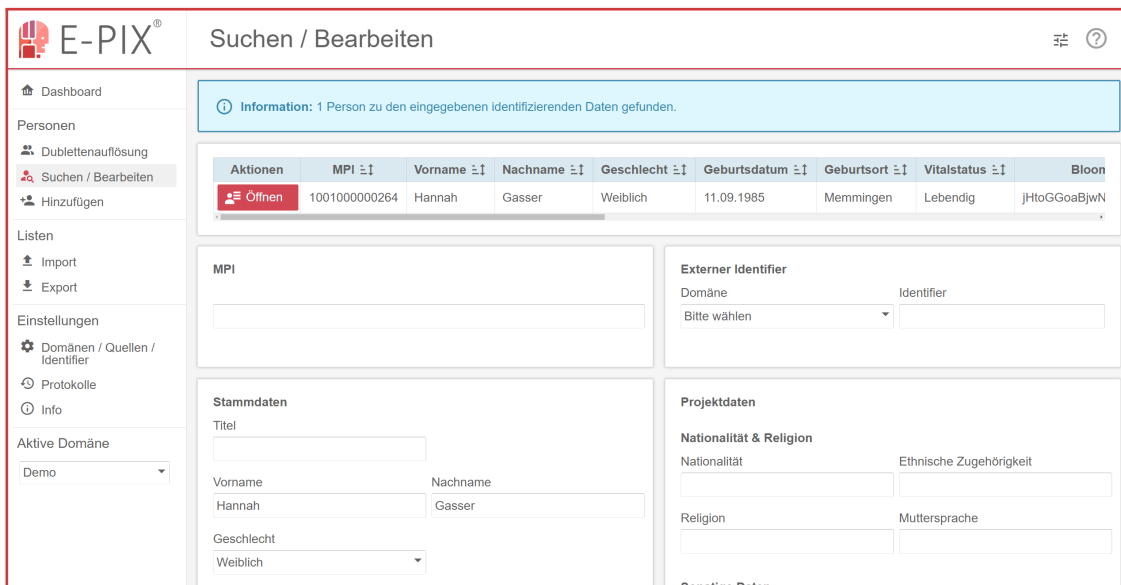 E-PIX®
Suchen / Bearbeiten
Dashboard
Personen
Dublettenauflösung
Suchen / Bearbeiten
Hinzufügen
Listen
Import
Export
Einstellungen
Domänen / Quellen /
Identifier
Protokolle
Info
Aktive Domäne
Demo
Information: 1 Person zu den eingegebenen identifizierenden Daten gefunden.
Aktionen MPI Vorname Nachname Geschlecht Geburtsdatum Geburtsort Vitalstatus Bloom
Öffnen 1001000000264 Hannah Gasser Weiblich 11.09.1985 Memmingen Lebendig jHtoGGoaBjwN
MPI
Externer Identifier
Domäne Identifier
Bitte wählen
Stammdaten
Titel
Vorname Nachname
Hannah Gasser
Geschlecht
Weiblich
Projektdaten
Nationalität & Religion
Nationalität Ethnische Zugehörigkeit
Religion Muttersprache